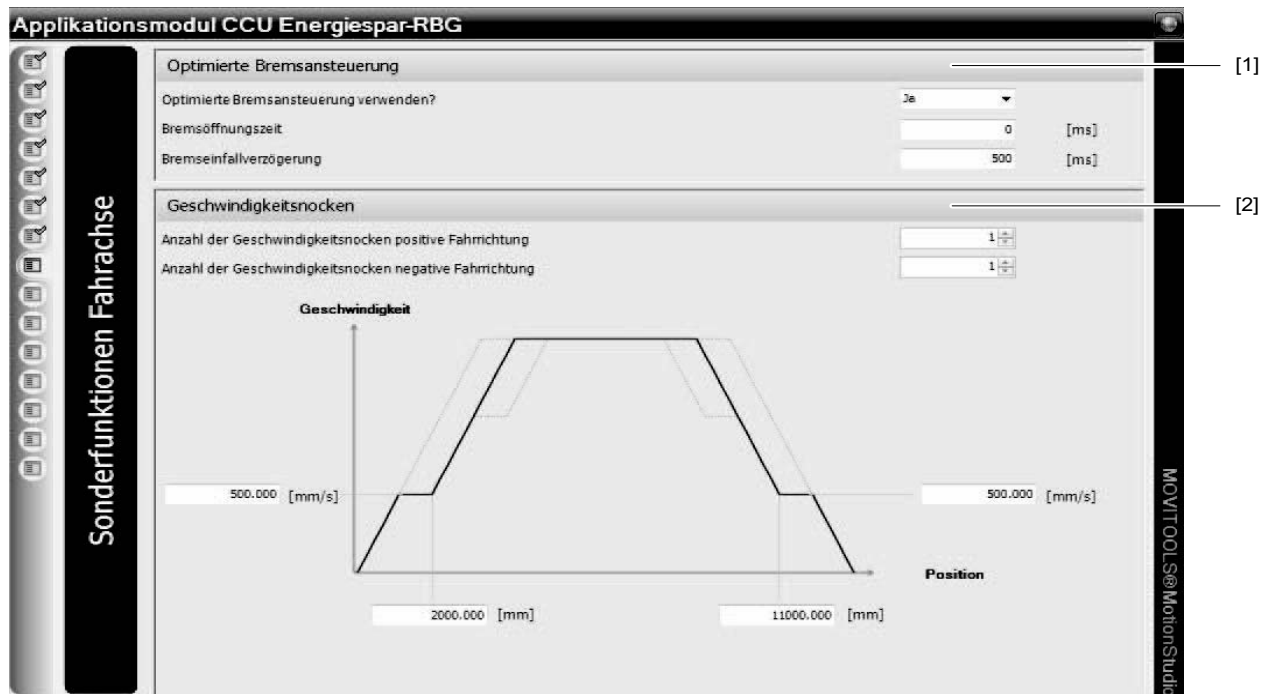 Applikationsmodul CCU Energiespar-RBG
Sonderfunktionen Fahrachse
Optimierte Bremsansteuerung
[1]
Optimierte Bremsansteuerung verwenden?
Ja
Bremsöffnungszeit
0 [ms]
Bremseinfallverzögerung
500 [ms]
Geschwindigkeitsnocken
[2]
Anzahl der Geschwindigkeitsnocken positive Fahrrichtung
1
Anzahl der Geschwindigkeitsnocken negative Fahrrichtung
1
Geschwindigkeit
500.000 [mm/s]
500.000 [mm/s]
Position
2000.000 [mm]
11000.000 [mm]
MOVITOOLS®MotionStudio